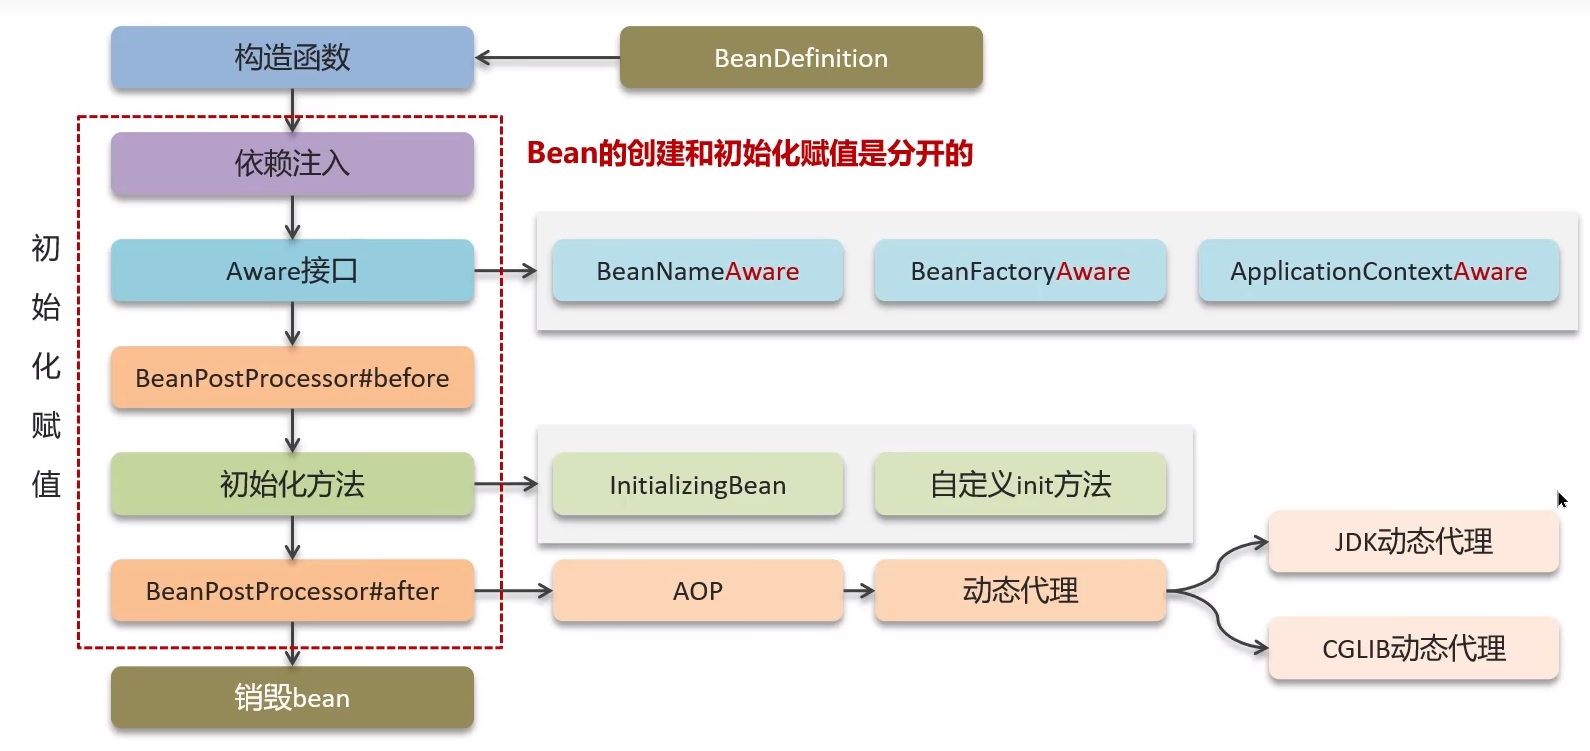 构造函数
BeanDefinition
依赖注入
Bean的创建和初始化赋值是分开的
初始化赋值
Aware接口
BeanNameAware
BeanFactoryAware
ApplicationContextAware
BeanPostProcessor#before
初始化方法
InitializingBean
自定义init方法
JDK动态代理
BeanPostProcessor#after
AOP
动态代理
CGLIB动态代理
销毁bean